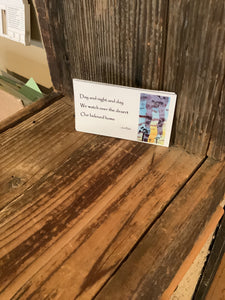 Day and night and day
We watch over the desert
Our beloved home